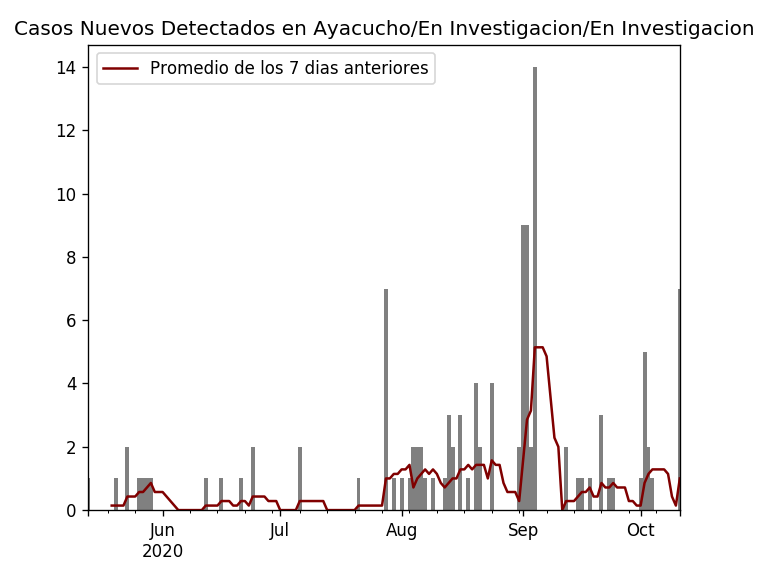 Casos Nuevos Detectados en Ayacucho/En Investigacion/En Investigacion
Promedio de los 7 dias anteriores
14
12
10
8
6
4
2
0
Jun
2020
Jul
Aug
Sep
Oct